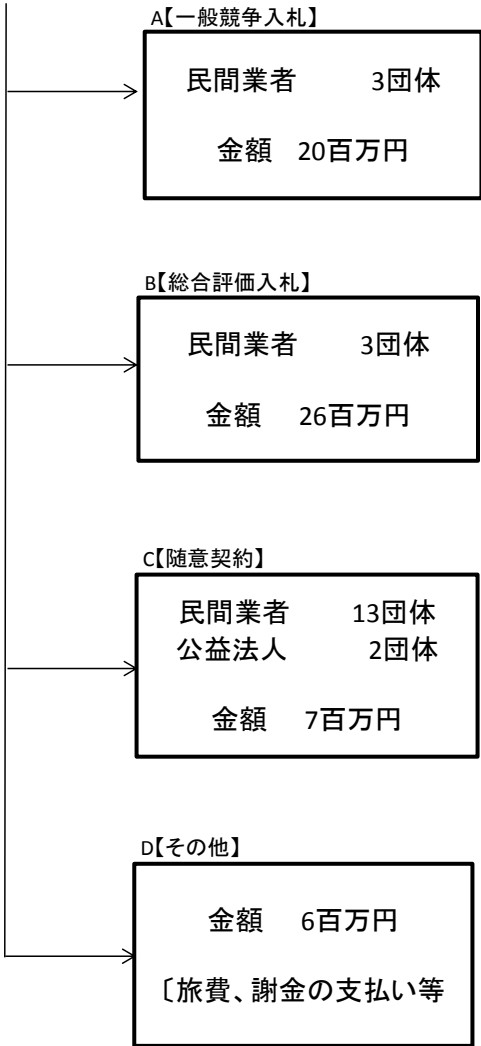 A【一般競争入札】
民間業者 3団体
金額 20百万円
B【総合評価入札】
民間業者 3団体
金額 26百万円
C【随意契約】
民間業者 13団体
公益法人 2団体
金額 7百万円
D【その他】
金額 6百万円
〔旅費、謝金の支払い等